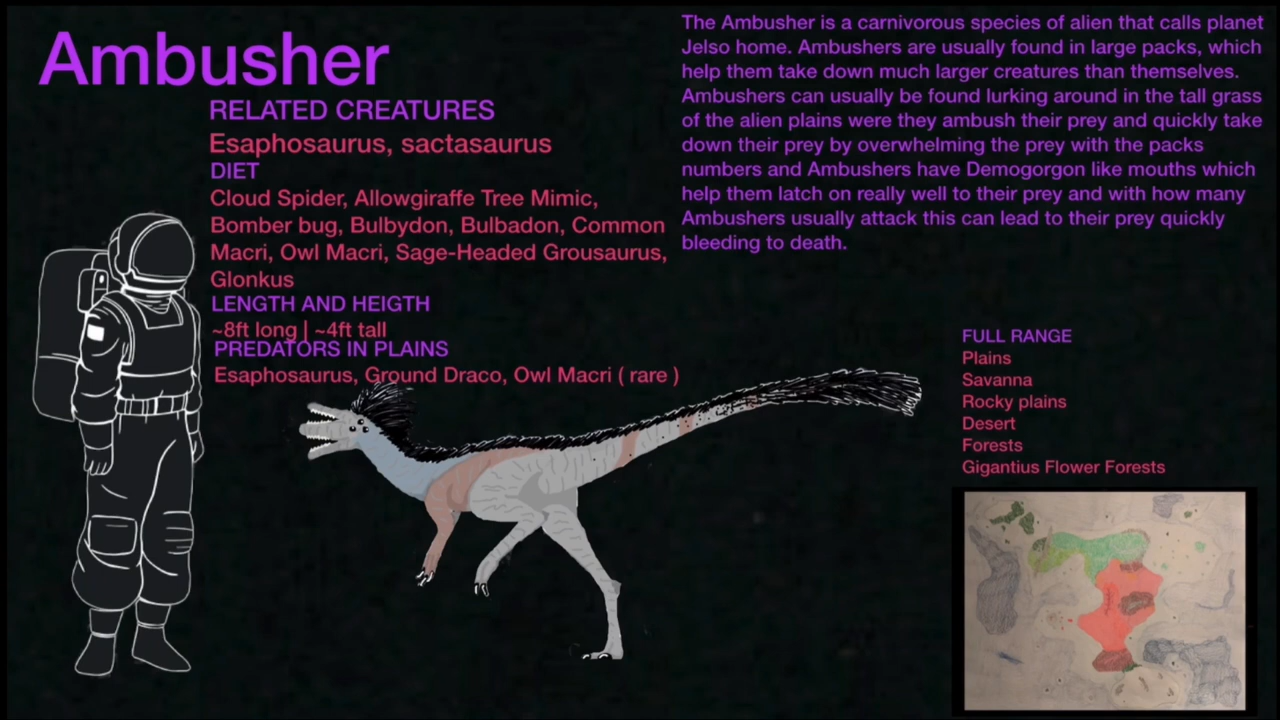 Ambusher
RELATED CREATURES
Esaphosaurus, sactasaurus
DIET
Cloud Spider, Allowgiraffe Tree Mimic,
Bomber bug, Bulbydon, Bulbadon, Common
Macri, Owl Macri, Sage-Headed Grousaurus,
Glonkus
LENGTH AND HEIGTH
~8ft long | ~4ft tall
PREDATORS IN PLAINS
Esaphosaurus, Ground Draco, Owl Macri ( rare )
The Ambusher is a carnivorous species of alien that calls planet
Jelso home. Ambushers are usually found in large packs, which
help them take down much larger creatures than themselves.
Ambushers can usually be found lurking around in the tall grass
of the alien plains were they ambush their prey and quickly take
down their prey by overwhelming the prey with the packs
numbers and Ambushers have Demogorgon like mouths which
help them latch on really well to their prey and with how many
Ambushers usually attack this can lead to their prey quickly
bleeding to death.
FULL RANGE
Plains
Savanna
Rocky plains
Desert
Forests
Gigantius Flower Forests